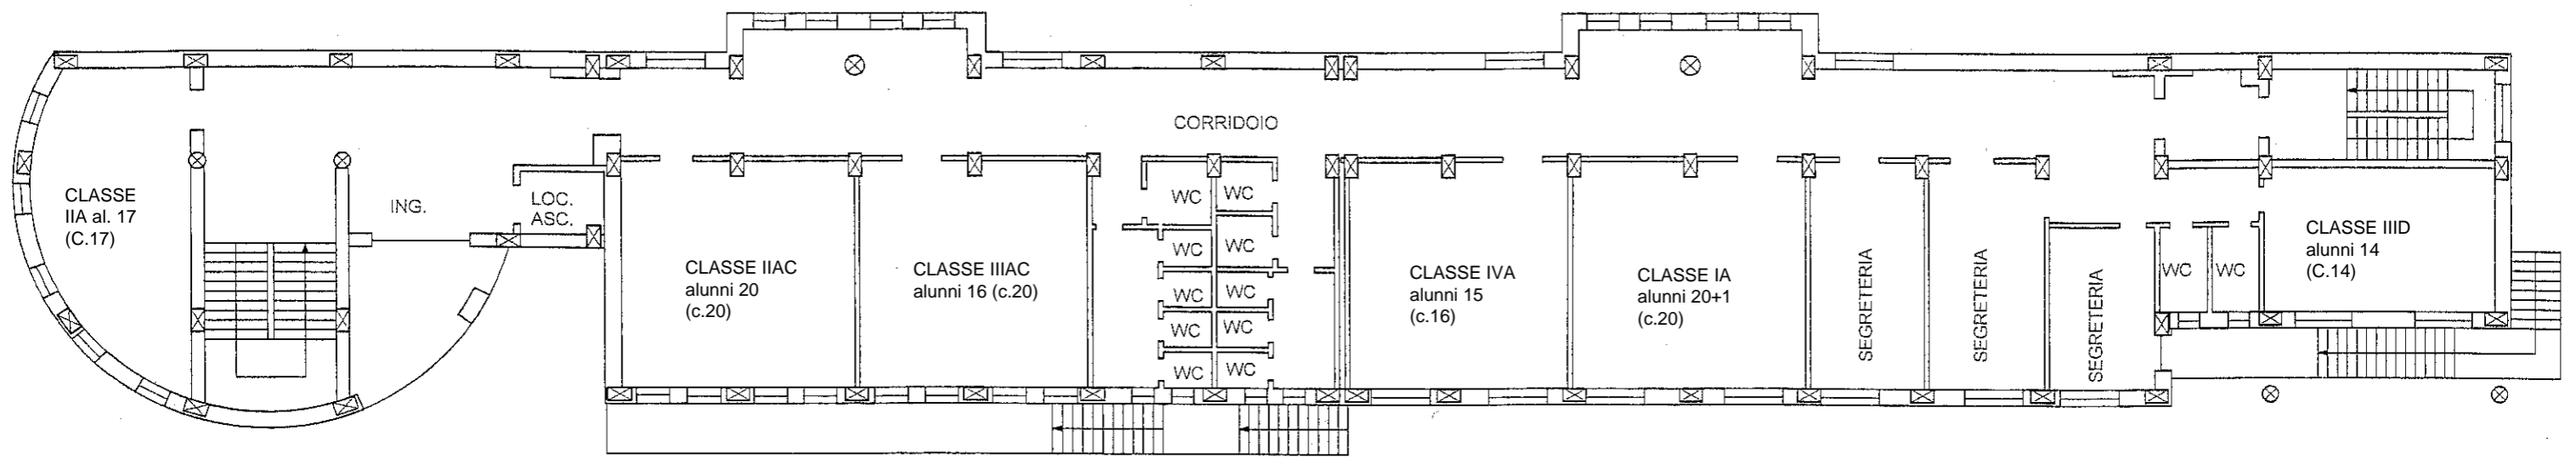 CORRIDOIO
CLASSE
IIA al. 17
(C.17)
ING.
LOC.
ASC.
CLASSE IIAC
alunni 20
(c.20)
CLASSE IIIAC
alunni 16 (c.20)
WC
WC
WC
WC
WC
WC
WC
WC
WC
WC
CLASSE IVA
alunni 15
(c.16)
CLASSE IA
alunni 20+1
(c.20)
SEGRETERIA
SEGRETERIA
SEGRETERIA
WC
WC
CLASSE IIID
alunni 14
(C.14)